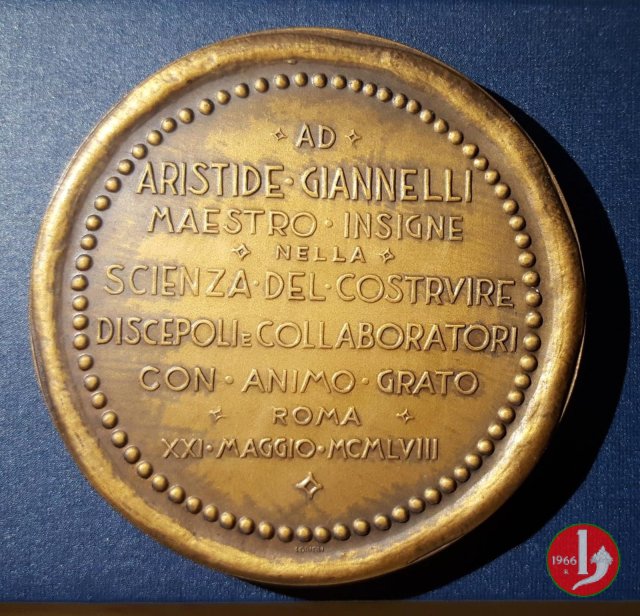 AD
ARISTIDE · GIANNELLI
MAESTRO · INSIGNE
NELLA
SCIENZA · DEL · COSTRVIRE
DISCEPOLI E COLLABORATORI
CON · ANIMO · GRATO
ROMA
XXI · MAGGIO · MCMLVIII
1966